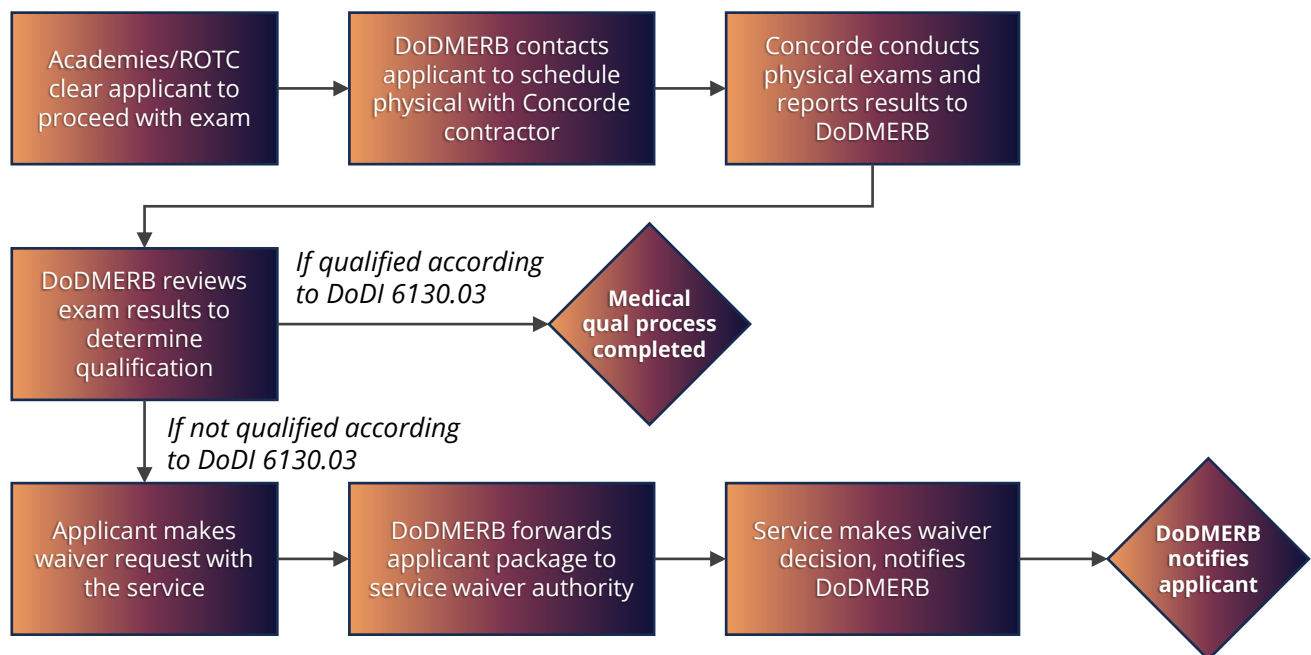 Academies/ROTC
clear applicant to
proceed with exam
DoDMERB contacts
applicant to schedule
physical with Concorde
contractor
Concorde conducts
physical exams and
reports results to
DoDMERB
DoDMERB reviews
exam results to
determine
qualification
If qualified according
to DoDI 6130.03
Medical
qual process
completed
If not qualified according
to DoDI 6130.03
Applicant makes
waiver request with
the service
DoDMERB forwards
applicant package to
service waiver authority
Service makes waiver
decision, notifies
DoDMERB
DoDMERB
notifies
applicant